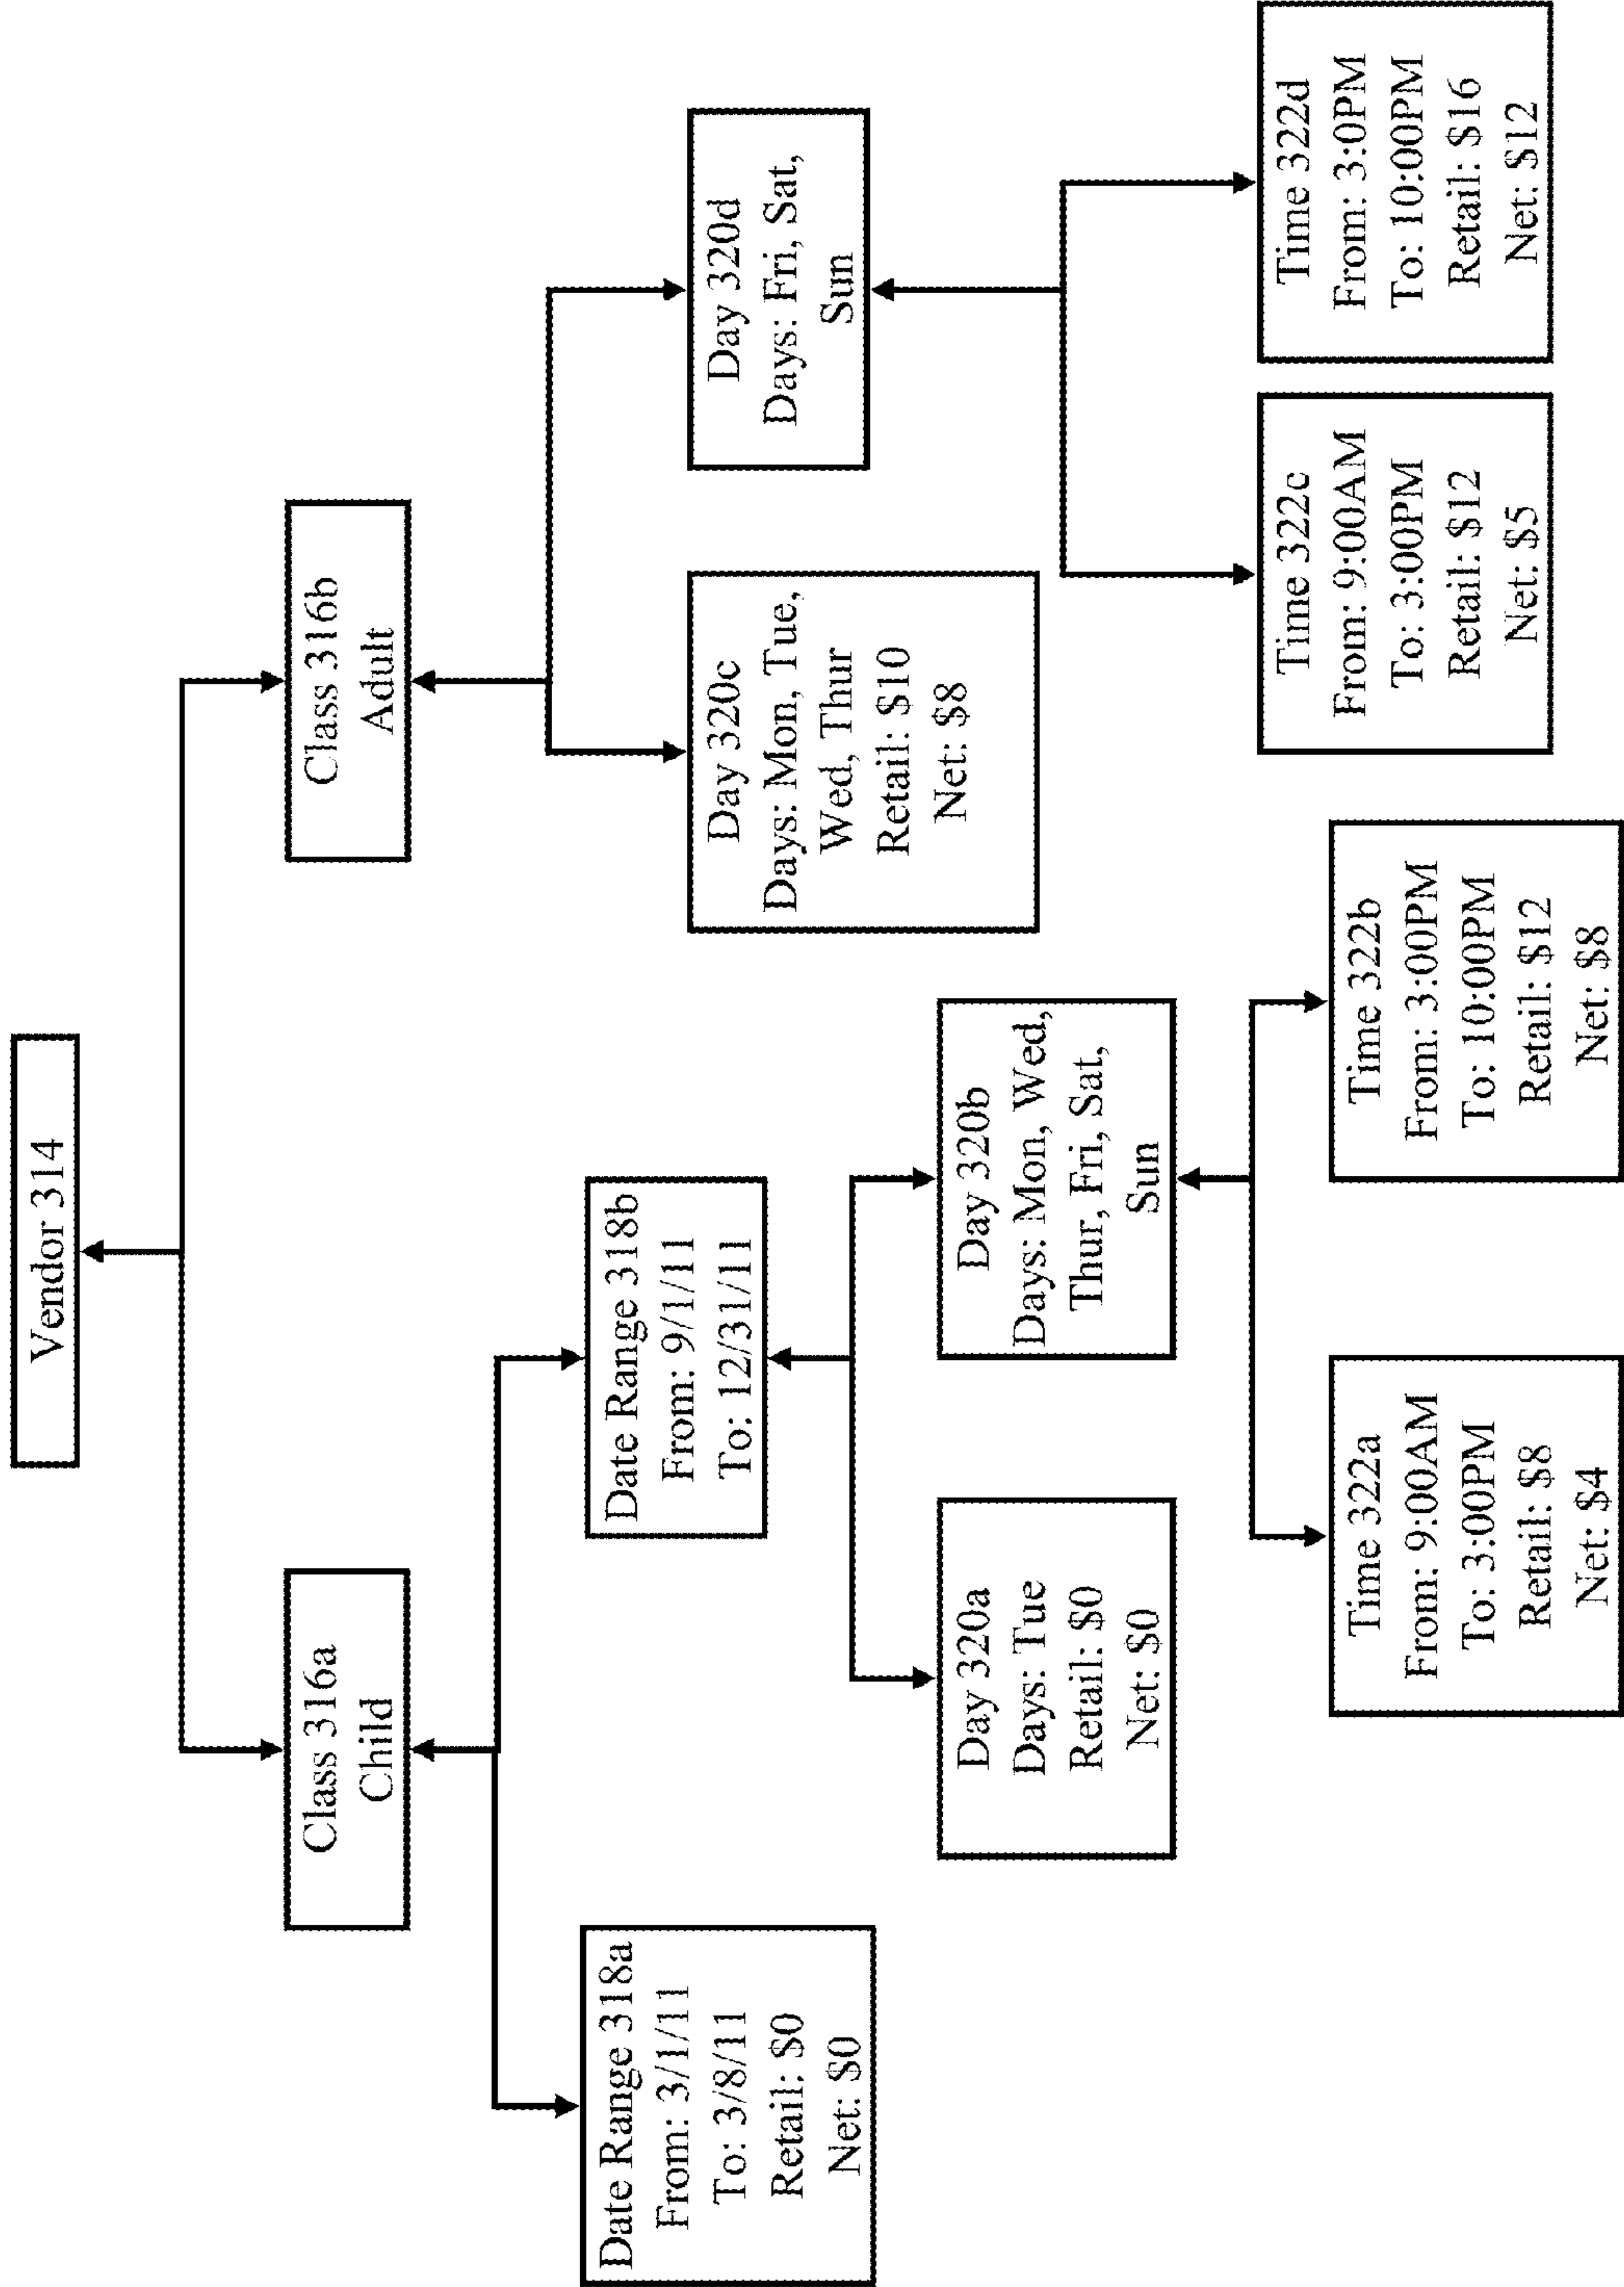 Vendor 314
Class 316a
Child
Class 316b
Adult
Date Range 318a
From: 3/1/11
To: 3/8/11
Retail: $0
Net: $0
Date Range 318b
From: 9/1/11
To: 12/31/11
Day 320c
Days: Mon, Tue,
Wed, Thur
Retail: $10
Net: $8
Day 320d
Days: Fri, Sat,
Sun
Day 320a
Days: Tue
Retail: $0
Net: $0
Day 320b
Days: Mon, Wed,
Thur, Fri, Sat,
Sun
Time 322a
From: 9:00AM
To: 3:00PM
Retail: $8
Net: $4
Time 322b
From: 3:00PM
To: 10:00PM
Retail: $12
Net: $8
Time 322c
From: 9:00AM
To: 3:00PM
Retail: $12
Net: $5
Time 322d
From: 3:0PM
To: 10:00PM
Retail: $16
Net: $12